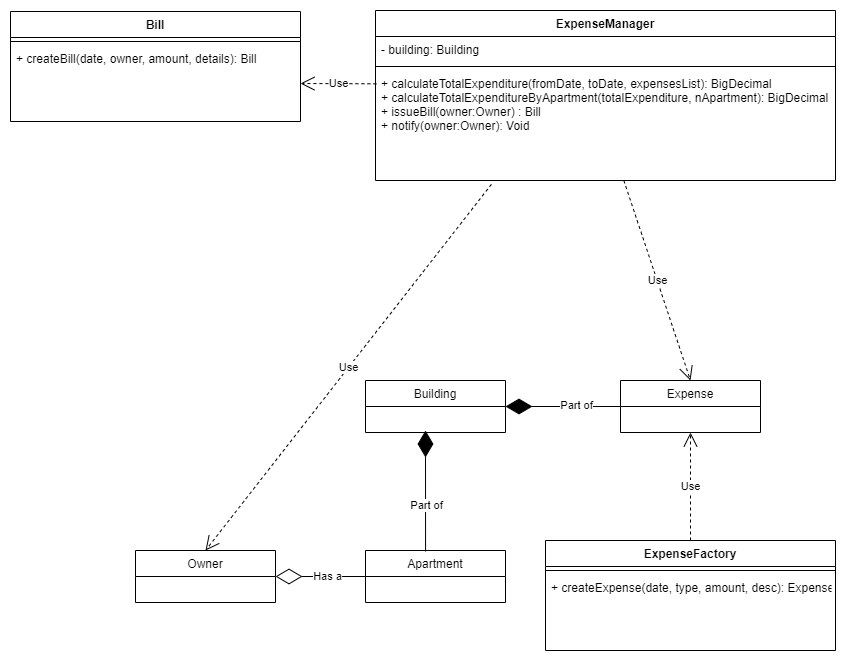 Bill
+ createBill(date, owner, amount, details): Bill
ExpenseManager
- building: Building
+ calculateTotalExpenditure(fromDate, toDate, expensesList): BigDecimal
+ calculateTotalExpenditureByApartment(totalExpenditure, nApartment): BigDecimal
+ issueBill(owner:Owner) : Bill
+ notify(owner:Owner): Void
Use
Use
Use
Building
Part of
Expense
Part of
Use
Owner
Has a
Apartment
ExpenseFactory
+ createExpense(date, type, amount, desc): Expense